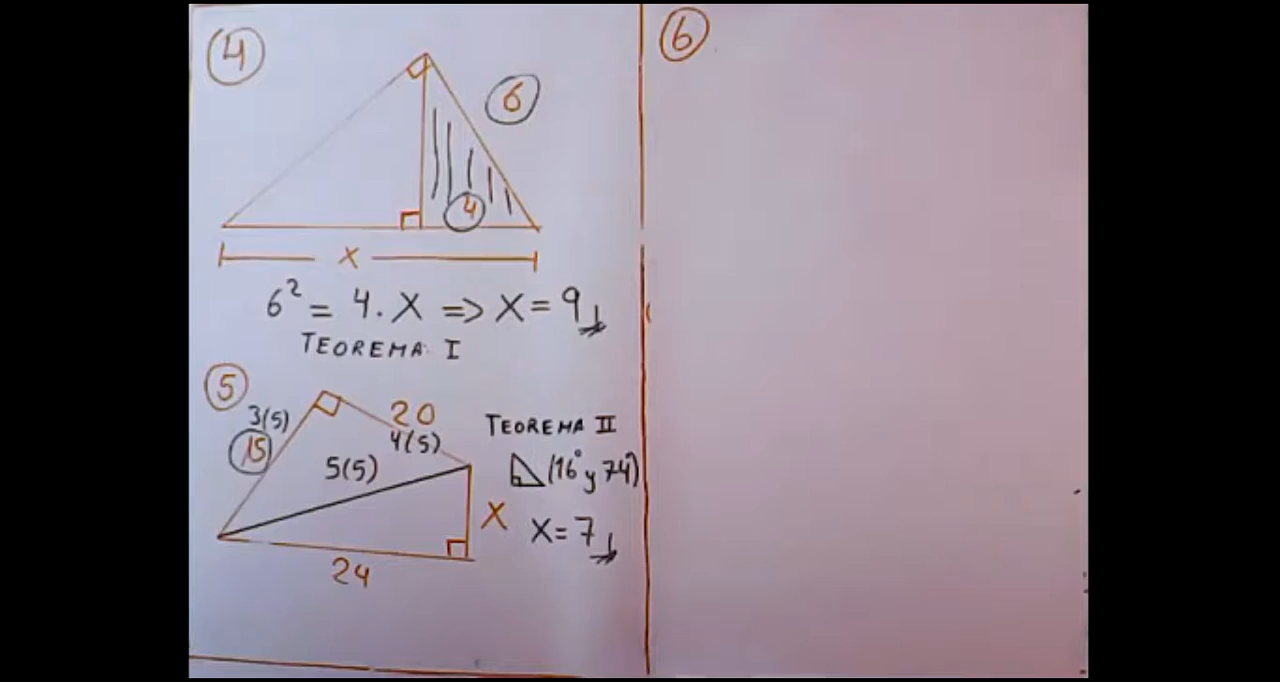 4
6
4
X
6² = 4 . X => X = 9
TEOREMA I
5
3(5)
15
20
4(5)
5(5)
X
24
TEOREMA II
(16° y 74°)
X = 7
6